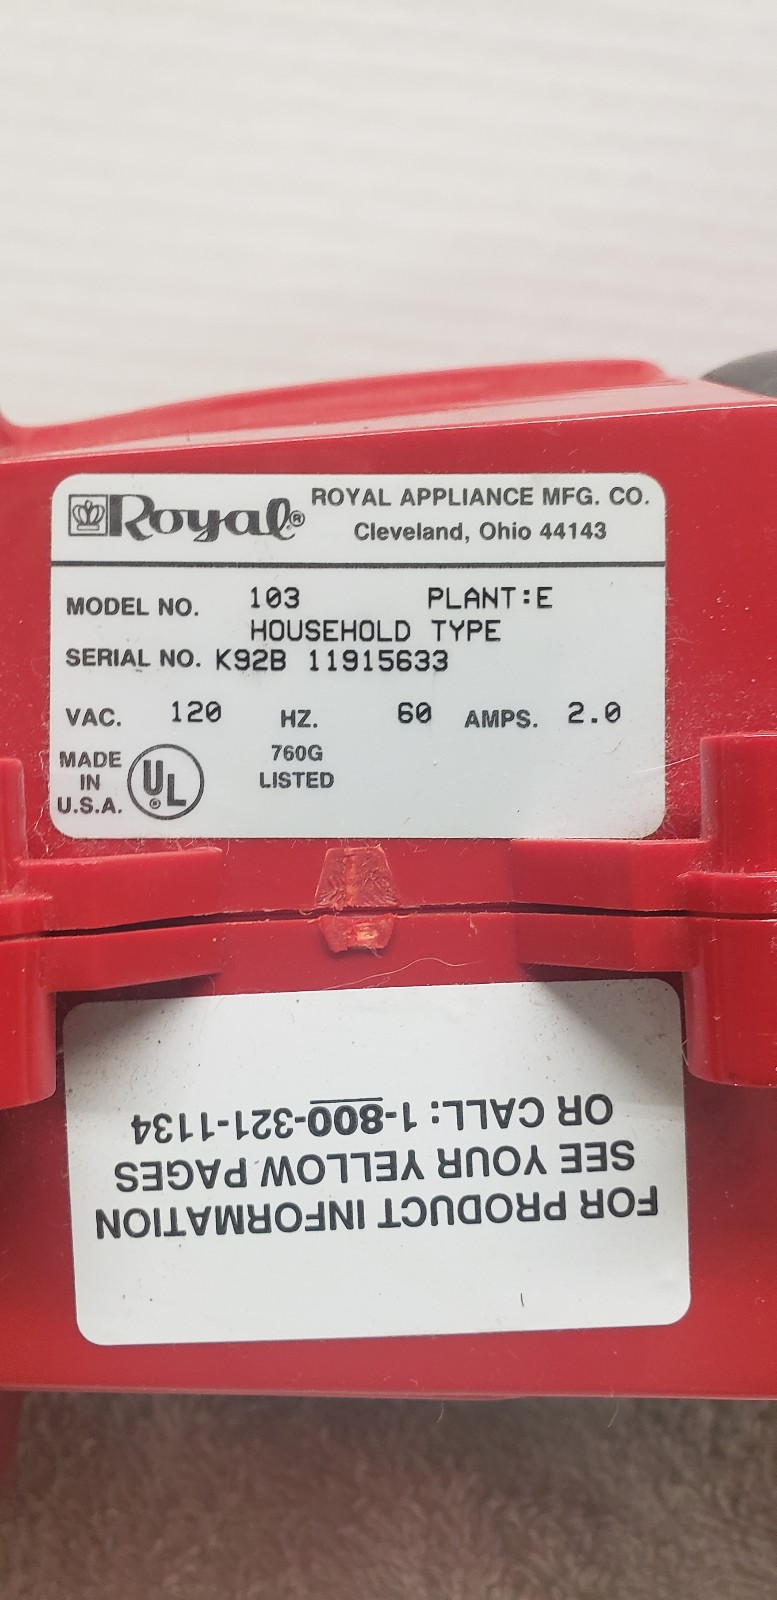 Royal®
ROYAL APPLIANCE MFG. CO.
Cleveland, Ohio 44143
MODEL NO. 103 PLANT:E
HOUSEHOLD TYPE
SERIAL NO. K92B 11915633
VAC. 120 HZ. 60 AMPS. 2.0
MADE IN U.S.A.
UL®
760G
LISTED
FOR PRODUCT INFORMATION
SEE YOUR YELLOW PAGES
OR CALL: 1-800-321-1134